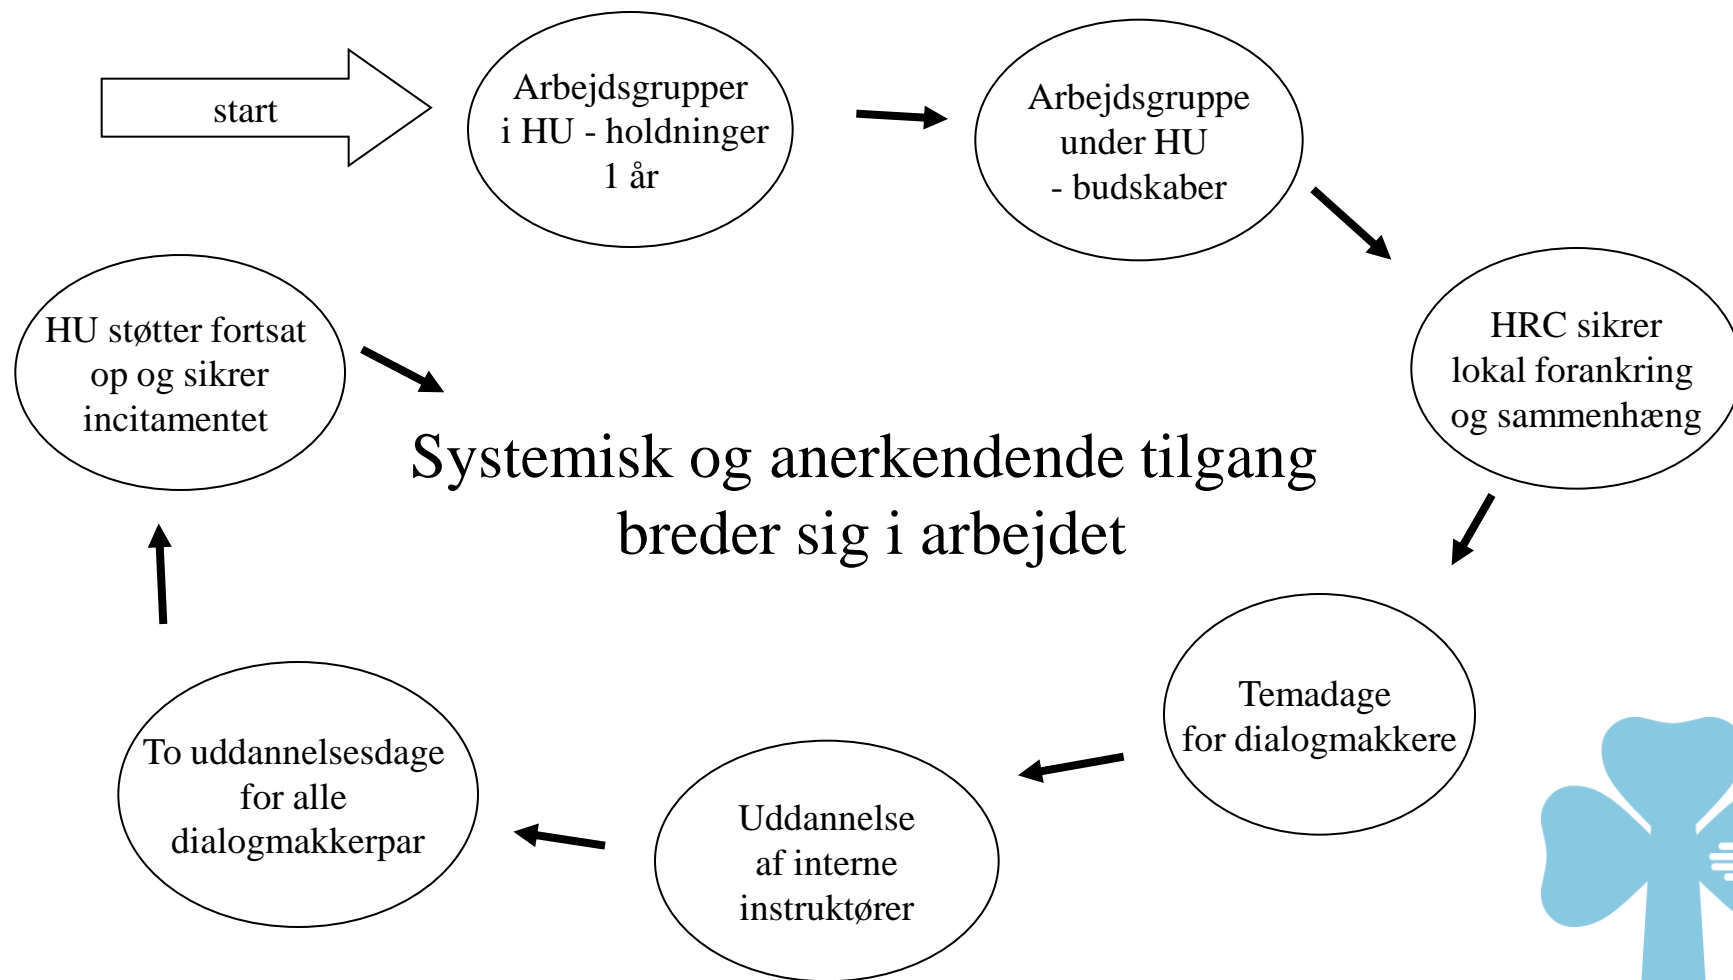 start
Arbejdsgrupper
i HU - holdninger
1 år
Arbejdsgruppe
under HU
- budskaber
HRC sikrer
lokal forankring
og sammenhæng
Temadage
for dialogmakkere
Uddannelse
af interne
instruktører
To uddannelsesdage
for alle
dialogmakkerpar
HU støtter fortsat
op og sikrer
incitamentet
Systemisk og anerkendende tilgang
breder sig i arbejdet